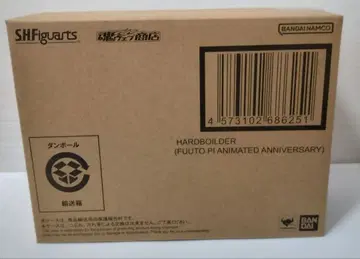 S.H.Figuarts
魂ウェブ商店
BANDAI NAMCO
4 573102 686251
HARDBOILDER
(FUUTO PI ANIMATED ANNIVERSARY)
ダンボール
輸送箱
BANDAI